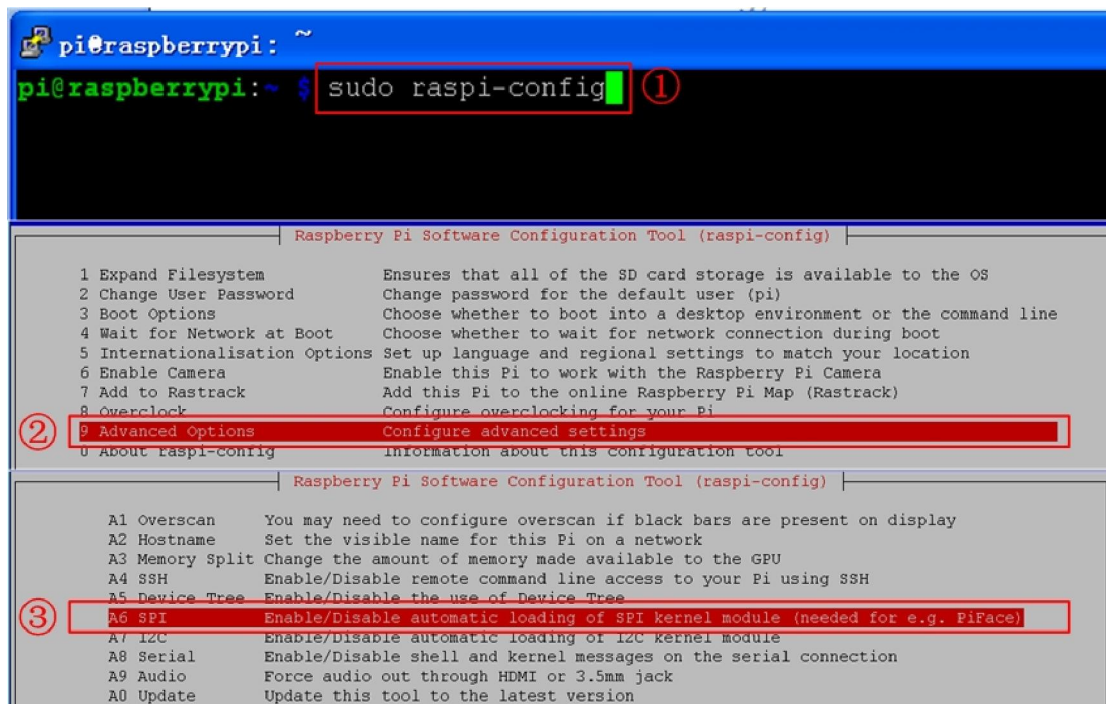 pi@raspberrypi: ~
pi@raspberrypi:~ $ sudo raspi-config ①
Raspberry Pi Software Configuration Tool (raspi-config)
1 Expand Filesystem Ensures that all of the SD card storage is available to the OS
2 Change User Password Change password for the default user (pi)
3 Boot Options Choose whether to boot into a desktop environment or the command line
4 Wait for Network at Boot Choose whether to wait for network connection during boot
5 Internationalisation Options Set up language and regional settings to match your location
6 Enable Camera Enable this Pi to work with the Raspberry Pi Camera
7 Add to Rastrack Add this Pi to the online Raspberry Pi Map (Rastrack)
8 Overclock Configure overclocking for your Pi
② 9 Advanced Options Configure advanced settings
0 About raspi-config Information about this configuration tool
Raspberry Pi Software Configuration Tool (raspi-config)
A1 Overscan You may need to configure overscan if black bars are present on display
A2 Hostname Set the visible name for this Pi on a network
A3 Memory Split Change the amount of memory made available to the GPU
A4 SSH Enable/Disable remote command line access to your Pi using SSH
A5 Device Tree Enable/Disable the use of Device Tree
③ A6 SPI Enable/Disable automatic loading of SPI kernel module (needed for e.g. PiFace)
A7 I2C Enable/Disable automatic loading of I2C kernel module
A8 Serial Enable/Disable shell and kernel messages on the serial connection
A9 Audio Force audio out through HDMI or 3.5mm jack
A0 Update Update this tool to the latest version